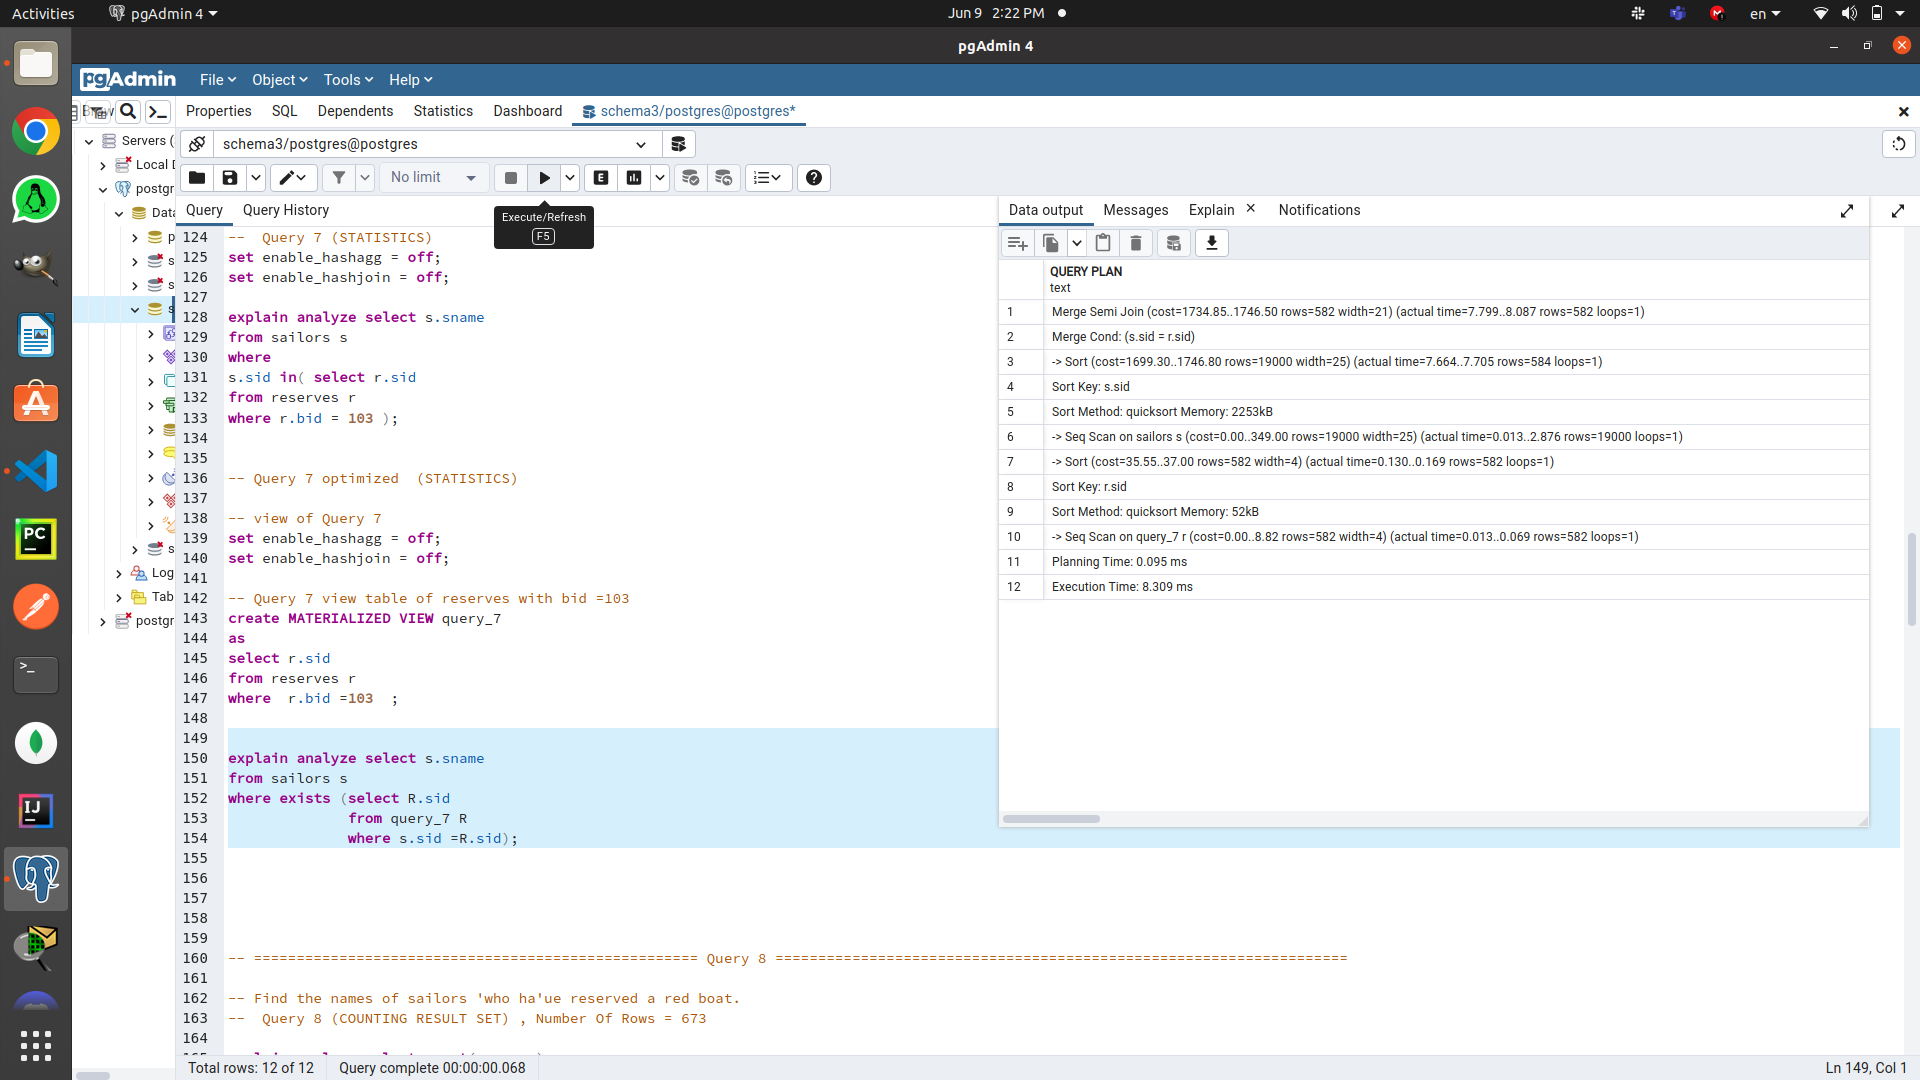 Activities
pgAdmin 4
Jun 9 2:22 PM
en
pgAdmin 4
pgAdmin
File
Object
Tools
Help
Properties
SQL
Dependents
Statistics
Dashboard
schema3/postgres@postgres*
Servers (
Local D
postgr
Data
p
s
s
s
s
Log
Tab
postgr
schema3/postgres@postgres
No limit
E
Execute/Refresh
F5
Query
Query History
124 --  Query 7 (STATISTICS)
125 set enable_hashagg = off;
126 set enable_hashjoin = off;
127
128 explain analyze select s.sname
129 from sailors s
130 where
131 s.sid in( select r.sid
132 from reserves r
133 where r.bid = 103 );
134
135
136 -- Query 7 optimized  (STATISTICS)
137
138 -- view of Query 7
139 set enable_hashagg = off;
140 set enable_hashjoin = off;
141
142 -- Query 7 view table of reserves with bid =103
143 create MATERIALIZED VIEW query_7
144 as
145 select r.sid
146 from reserves r
147 where  r.bid =103  ;
148
149
150 explain analyze select s.sname
151 from sailors s
152 where exists (select R.sid
153               from query_7 R
154               where s.sid =R.sid);
155
156
157
158
159
160 -- ==================================================== Query 8 ===================================================================
161
162 -- Find the names of sailors 'who ha'ue reserved a red boat.
163 --  Query 8 (COUNTING RESULT SET) , Number Of Rows = 673
164
Data output
Messages
Explain
Notifications
QUERY PLAN
text
1 Merge Semi Join (cost=1734.85..1746.50 rows=582 width=21) (actual time=7.799..8.087 rows=582 loops=1)
2 Merge Cond: (s.sid = r.sid)
3 -> Sort (cost=1699.30..1746.80 rows=19000 width=25) (actual time=7.664..7.705 rows=584 loops=1)
4 Sort Key: s.sid
5 Sort Method: quicksort Memory: 2253kB
6 -> Seq Scan on sailors s (cost=0.00..349.00 rows=19000 width=25) (actual time=0.013..2.876 rows=19000 loops=1)
7 -> Sort (cost=35.55..37.00 rows=582 width=4) (actual time=0.130..0.169 rows=582 loops=1)
8 Sort Key: r.sid
9 Sort Method: quicksort Memory: 52kB
10 -> Seq Scan on query_7 r (cost=0.00..8.82 rows=582 width=4) (actual time=0.013..0.069 rows=582 loops=1)
11 Planning Time: 0.095 ms
12 Execution Time: 8.309 ms
Total rows: 12 of 12
Query complete 00:00:00.068
Ln 149, Col 1
PC
IJ